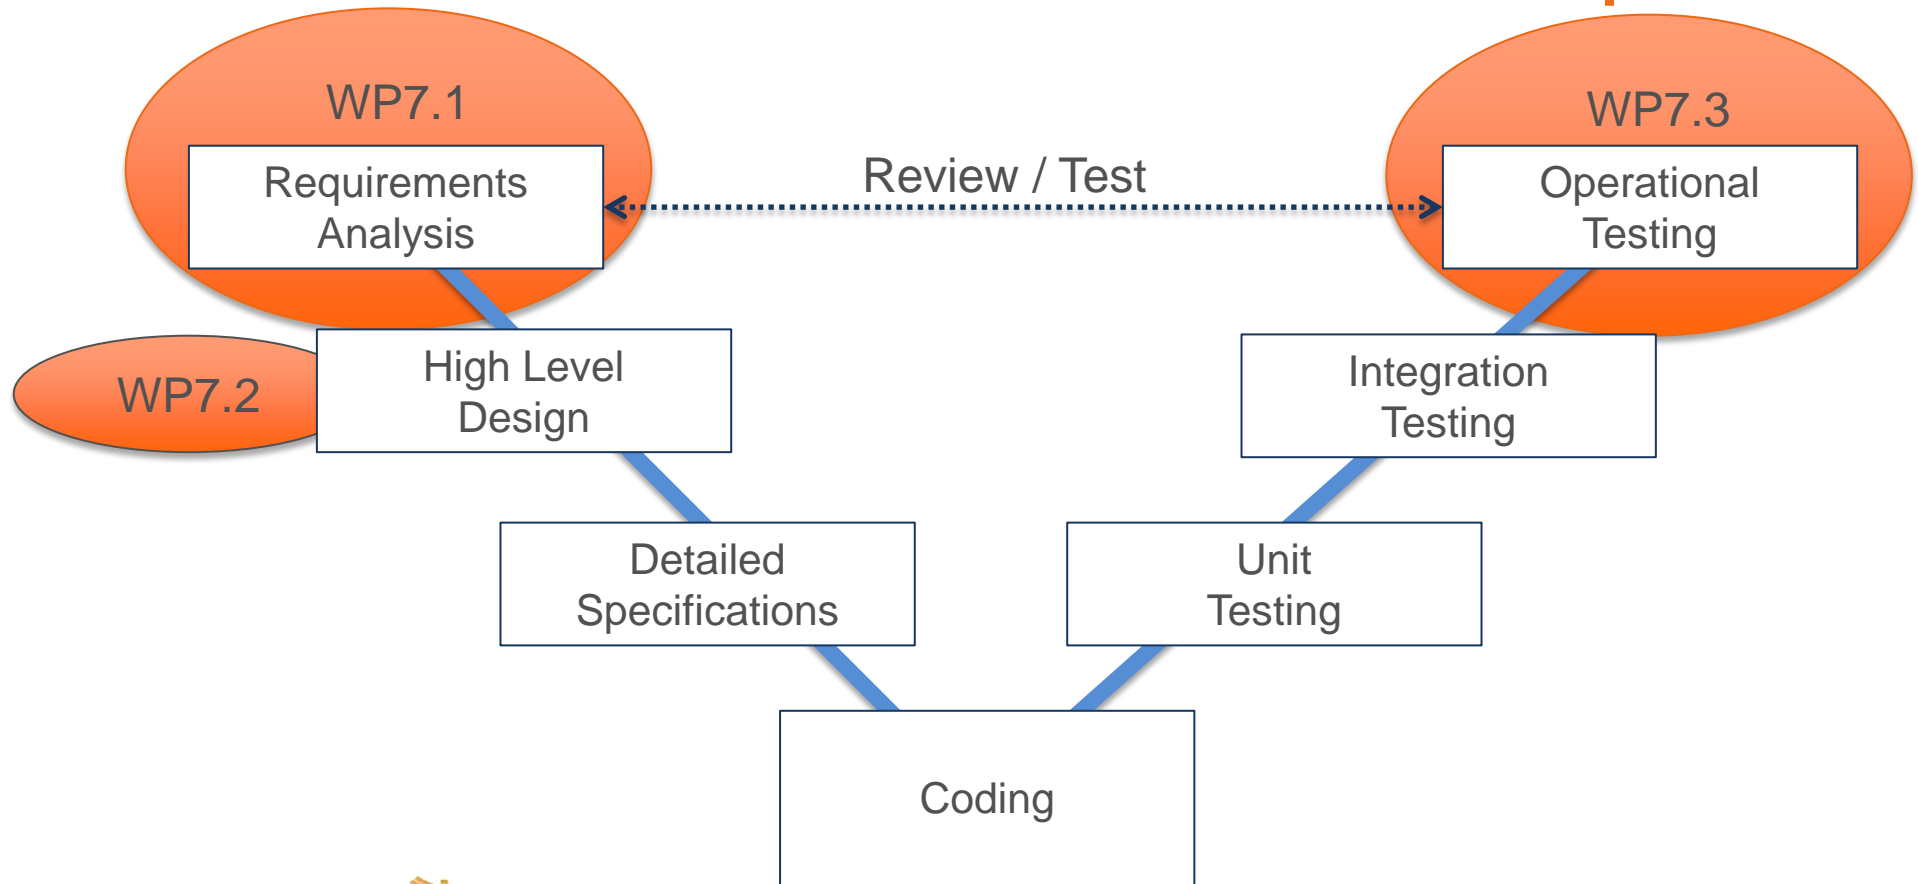 WP7.1
Requirements
Analysis
Review / Test
WP7.3
Operational
Testing
WP7.2
High Level
Design
Integration
Testing
Detailed
Specifications
Unit
Testing
Coding